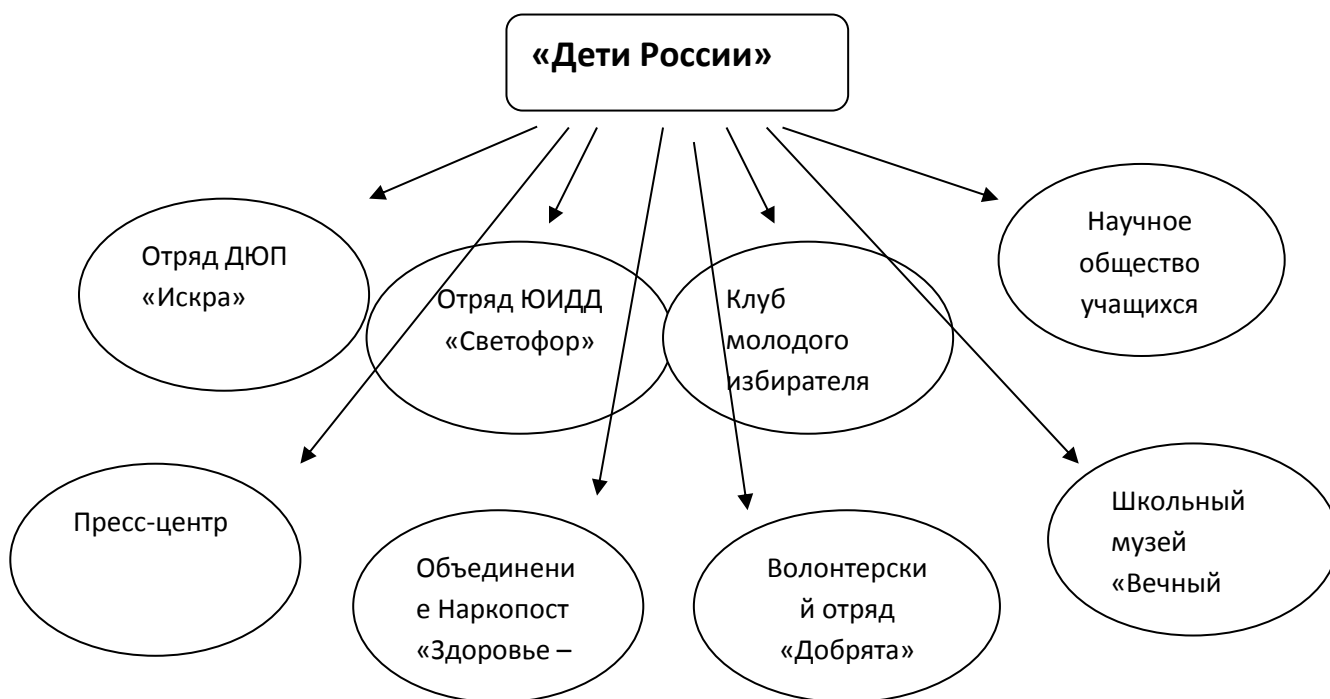 «Дети России»
Отряд ДЮП
«Искра»
Отряд ЮИДД
«Светофор»
Клуб
молодого
избирателя
Научное
общество
учащихся
Пресс-центр
Объединени
е Наркопост
«Здоровье –
Волонтерски
й отряд
«Добрята»
Школьный
музей
«Вечный